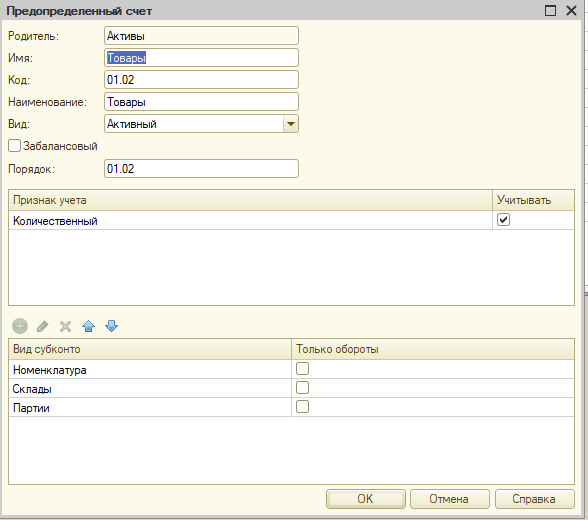 Предопределенный счет
Родитель: Активы
Имя: Товары
Код: 01.02
Наименование: Товары
Вид: Активный
Забалансовый
Порядок: 01.02
Признак учета Учитывать
Количественный
Вид субконто Только обороты
Номенклатура
Склады
Партии
OK Отмена Справка